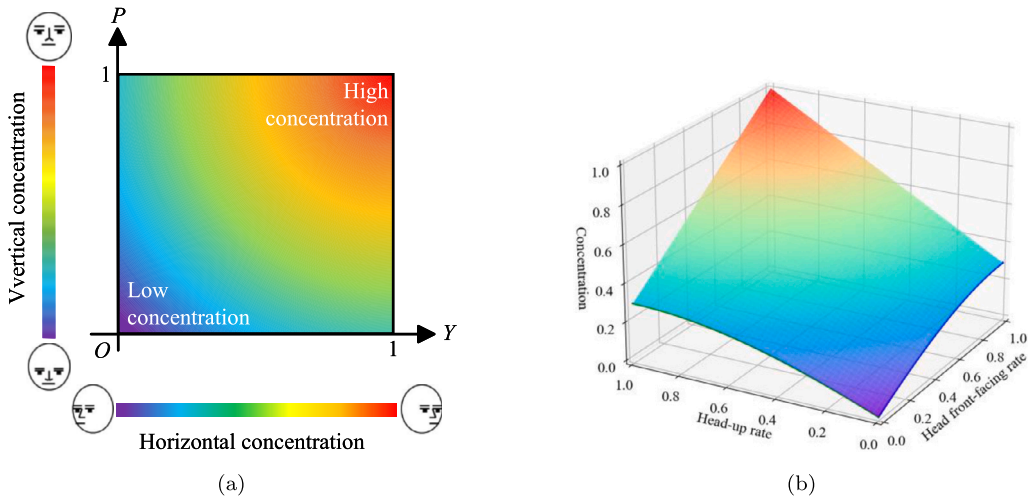 P
1
High
concentration
Vvertical concentration
Low
concentration
O
1
Y
Horizontal concentration
(a)
1.0
0.8
0.6
0.4
0.2
0.0
Concentration
1.0
0.8
0.6
0.4
0.2
0.0
Head-up rate
0.0
0.2
0.4
0.6
0.8
1.0
Head front-facing rate
(b)